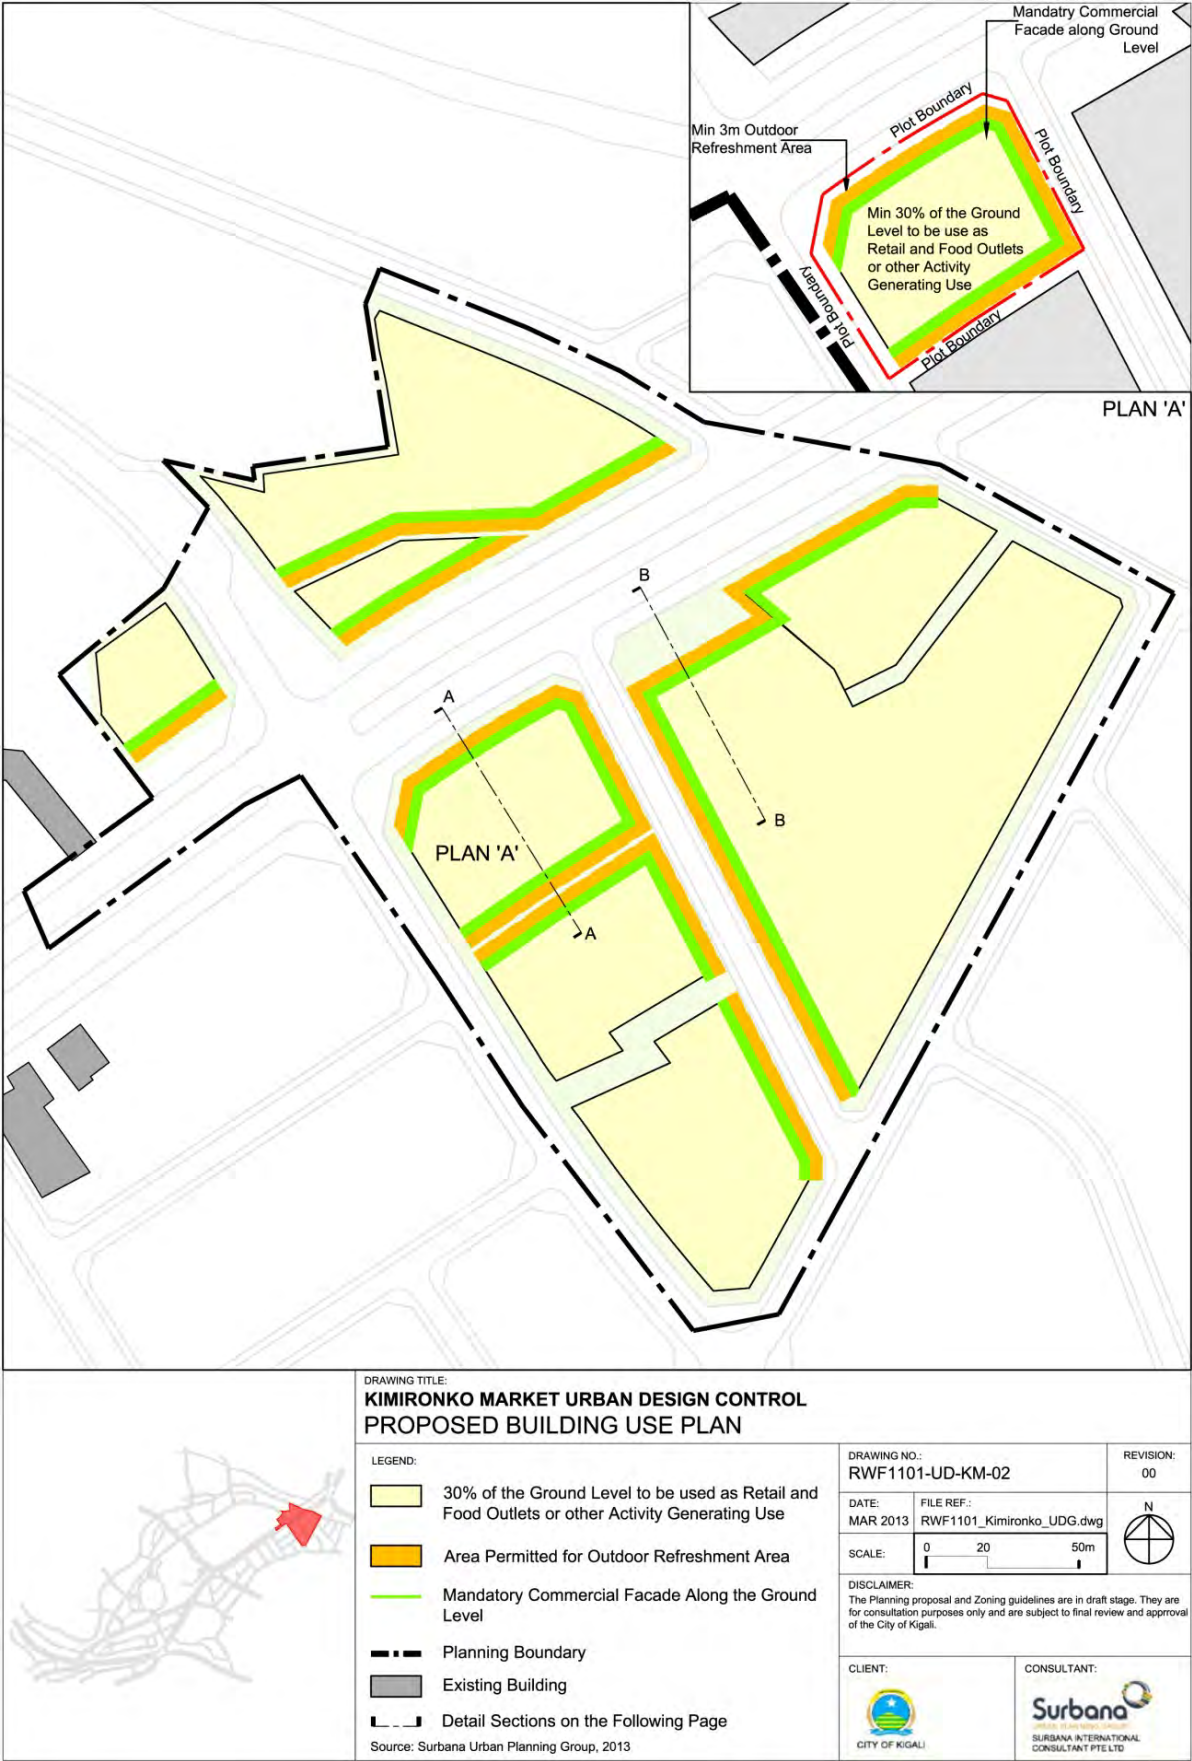 Mandatry Commercial
Facade along Ground
Level
Min 3m Outdoor
Refreshment Area
Plot Boundary
Plot Boundary
Plot Boundary
Plot Boundary
Min 30% of the Ground
Level to be use as
Retail and Food Outlets
or other Activity
Generating Use
PLAN 'A'
B
B
A
A
PLAN 'A'
DRAWING TITLE:
KIMIRONKO MARKET URBAN DESIGN CONTROL
PROPOSED BUILDING USE PLAN
LEGEND:
30% of the Ground Level to be used as Retail and
Food Outlets or other Activity Generating Use
Area Permitted for Outdoor Refreshment Area
Mandatory Commercial Facade Along the Ground
Level
Planning Boundary
Existing Building
Detail Sections on the Following Page
Source: Surbana Urban Planning Group, 2013
DRAWING NO.:
RWF1101-UD-KM-02
REVISION:
00
DATE:
MAR 2013
FILE REF.:
RWF1101_Kimironko_UDG.dwg
SCALE:
0 20 50m
N
DISCLAIMER:
The Planning proposal and Zoning guidelines are in draft stage. They are
for consultation purposes only and are subject to final review and apprroval
of the City of Kigali.
CLIENT:
CITY OF KIGALI
CONSULTANT:
Surbana
URBAN PLANNING GROUP
SURBANA INTERNATIONAL
CONSULTANT PTE LTD